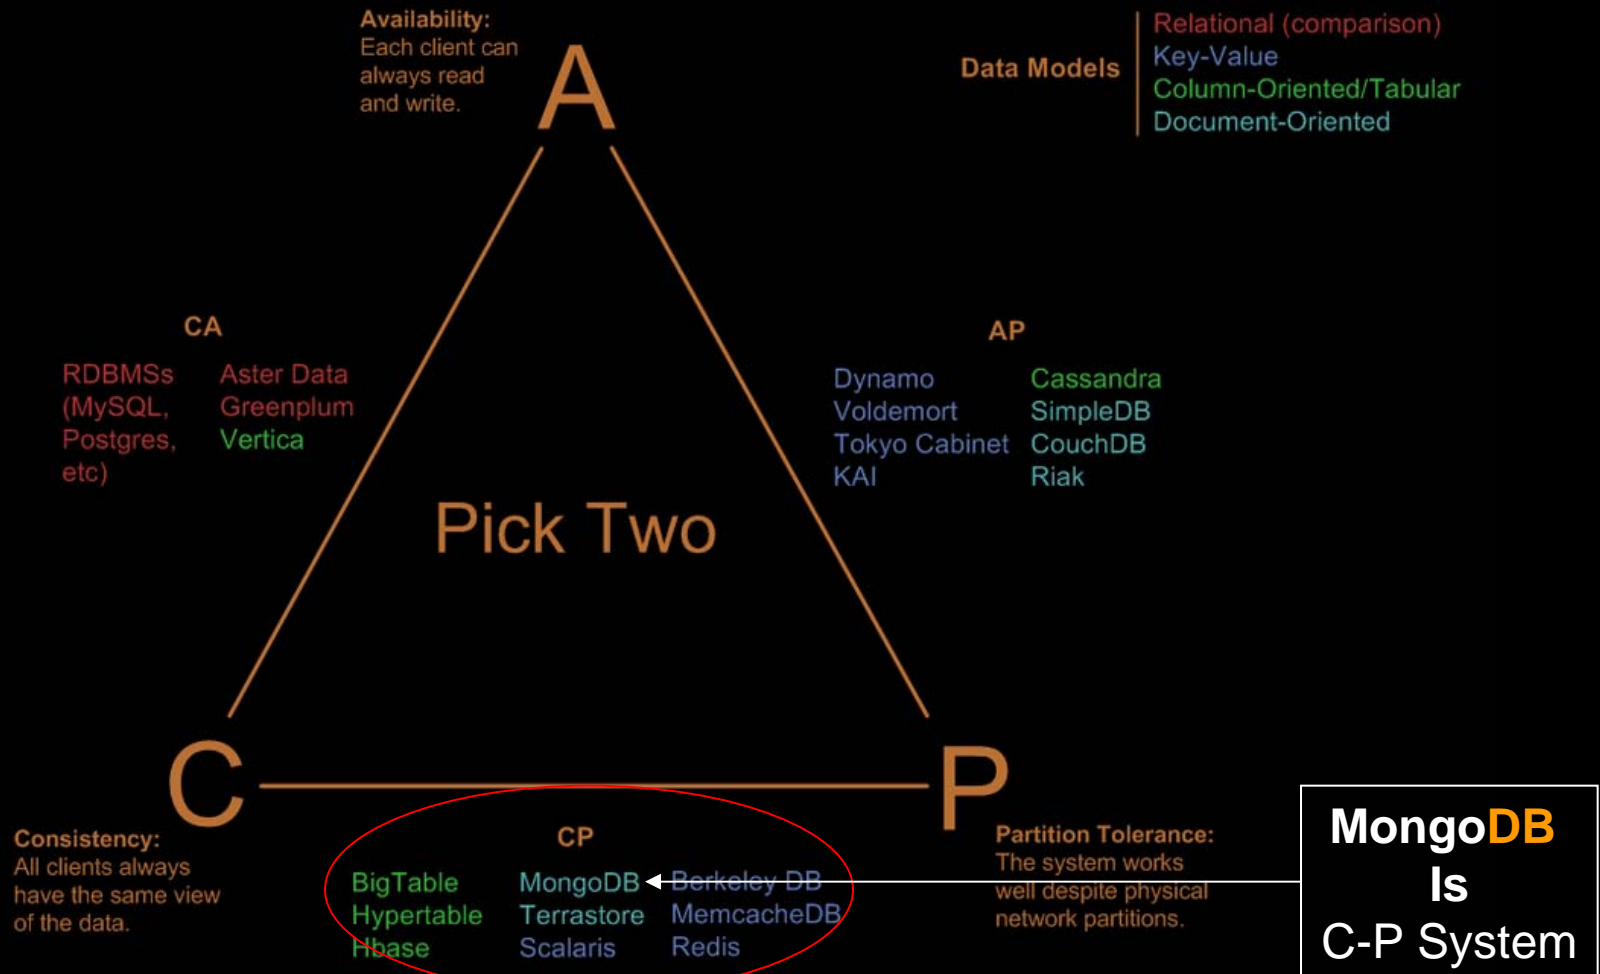 Availability:
Each client can
always read
and write.
A
Data Models
Relational (comparison)
Key-Value
Column-Oriented/Tabular
Document-Oriented
CA
RDBMSs
(MySQL,
Postgres,
etc)
Aster Data
Greenplum
Vertica
AP
Dynamo
Voldemort
Tokyo Cabinet
KAI
Cassandra
SimpleDB
CouchDB
Riak
Pick Two
C
Consistency:
All clients always
have the same view
of the data.
CP
BigTable
Hypertable
Hbase
MongoDB
Terrastore
Scalaris
Berkeley DB
MemcacheDB
Redis
P
Partition Tolerance:
The system works
well despite physical
network partitions.
MongoDB
Is
C-P System